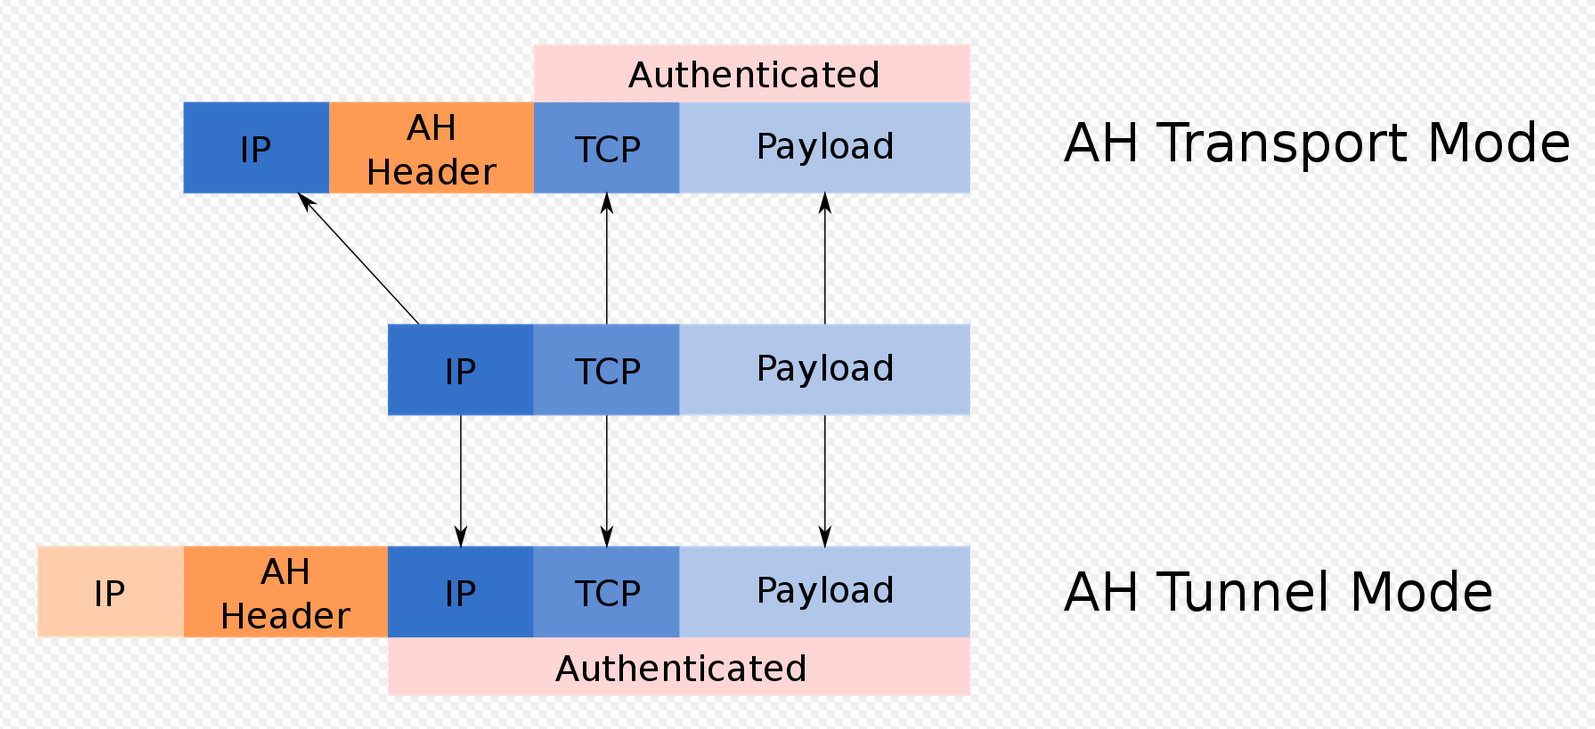 Authenticated
IP
AH
Header
TCP
Payload
AH Transport Mode
IP
TCP
Payload
IP
AH
Header
IP
TCP
Payload
AH Tunnel Mode
Authenticated